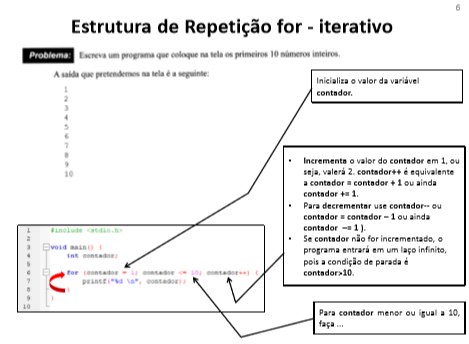 6
Estrutura de Repetição for - iterativo
Problema: Escreva um programa que coloque na tela os primeiros 10 números inteiros.
A saída que pretendemos na tela é a seguinte:
1
2
3
4
5
6
7
8
9
10
Inicializa o valor da variável
contador.
• Incrementa o valor do contador em 1, ou
seja, valerá 2. contador++ é equivalente
a contador = contador + 1 ou ainda
contador += 1.
• Para decrementar use contador-- ou
contador = contador – 1 ou ainda
contador –= 1 ).
• Se contador não for incrementado, o
programa entrará em um laço infinito,
pois a condição de parada é
contador>10.
Para contador menor ou igual a 10,
faça ...
1 #include <stdio.h>
2
3 void main() {
4 int contador;
5
6 for (contador = 1; contador <= 10; contador++) {
7 printf("%d \n", contador);
8 }
9 }
10